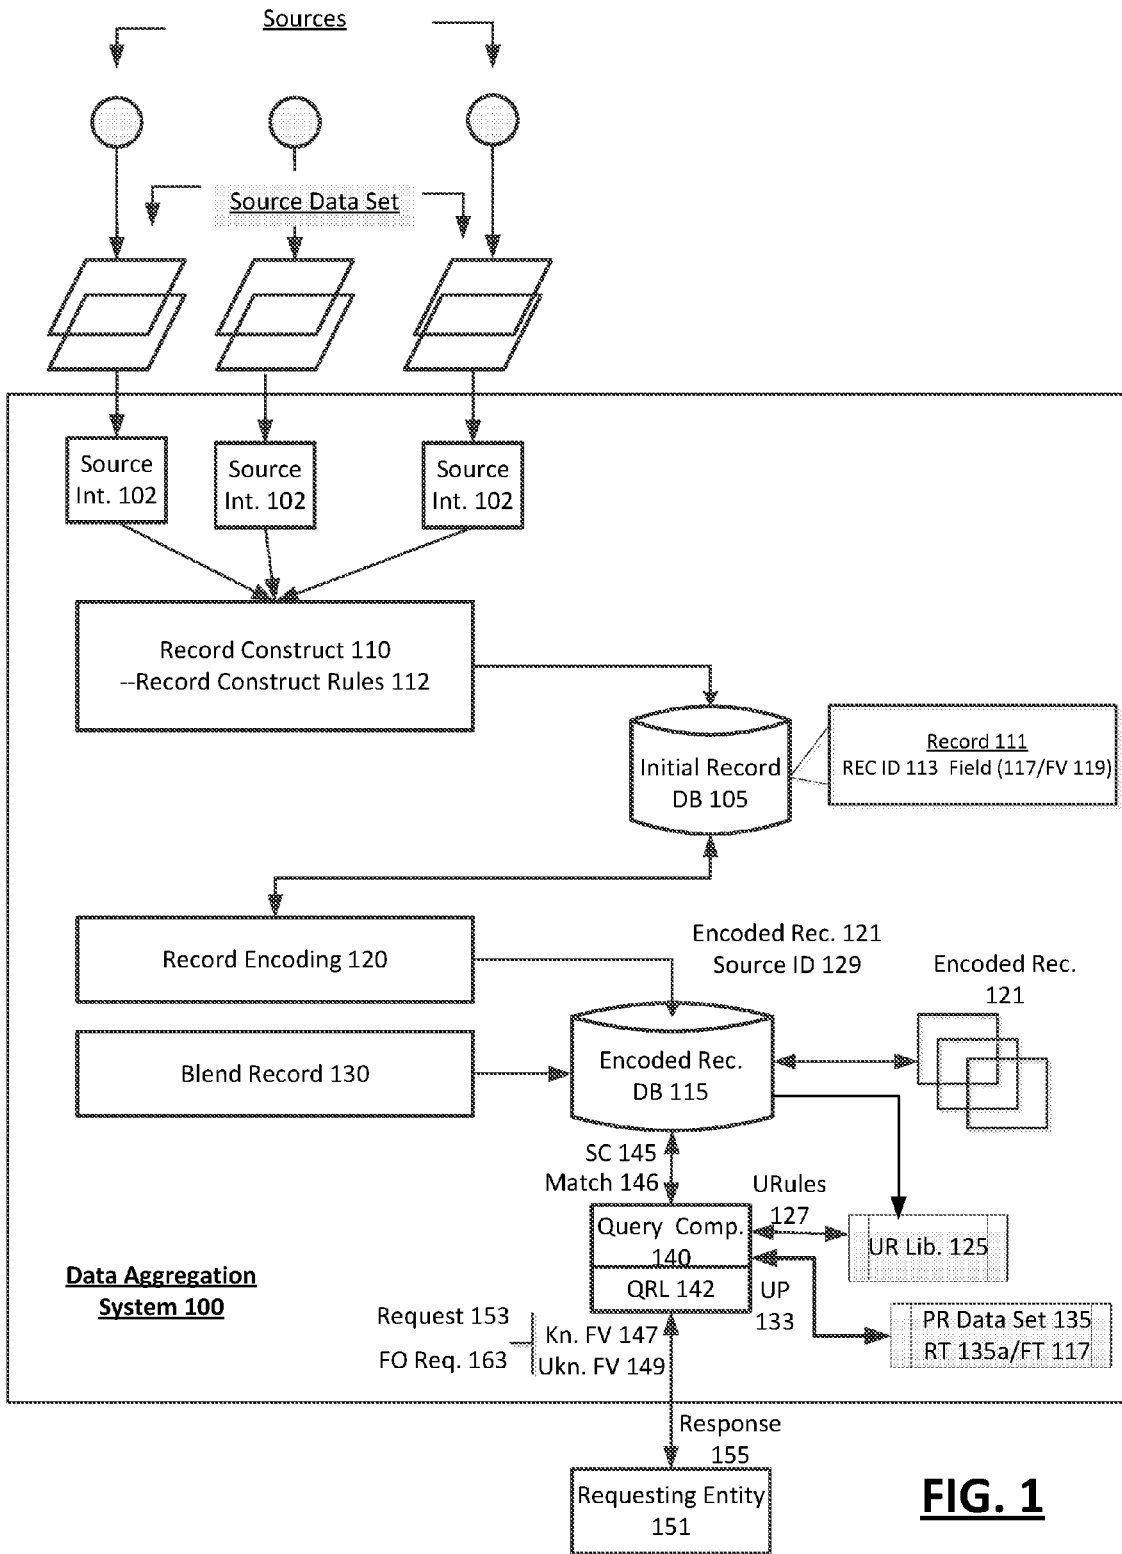 Sources
Source Data Set
Source
Int. 102
Source
Int. 102
Source
Int. 102
Record Construct 110
--Record Construct Rules 112
Initial Record
DB 105
Record 111
REC ID 113  Field (117/FV 119)
Record Encoding 120
Encoded Rec. 121
Source ID 129
Encoded Rec.
121
Blend Record 130
Encoded Rec.
DB 115
SC 145
Match 146
URules
127
Query  Comp.
140
QRL 142
UR Lib. 125
UP
133
PR Data Set 135
RT 135a/FT 117
Data Aggregation
System 100
Request 153
FO Req. 163
Kn. FV 147
Ukn. FV 149
Response
155
Requesting Entity
151
FIG. 1